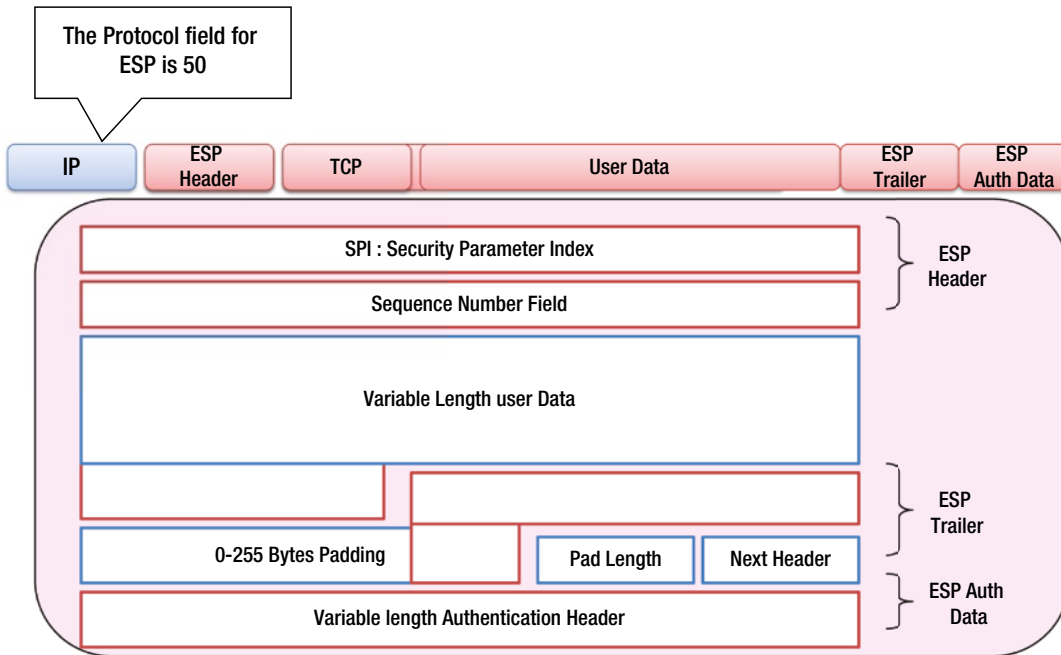 The Protocol field for
ESP is 50
IP
ESP
Header
TCP
User Data
ESP
Trailer
ESP
Auth Data
SPI : Security Parameter Index
ESP
Header
Sequence Number Field
Variable Length user Data
ESP
Trailer
0-255 Bytes Padding
Pad Length
Next Header
ESP Auth
Data
Variable length Authentication Header